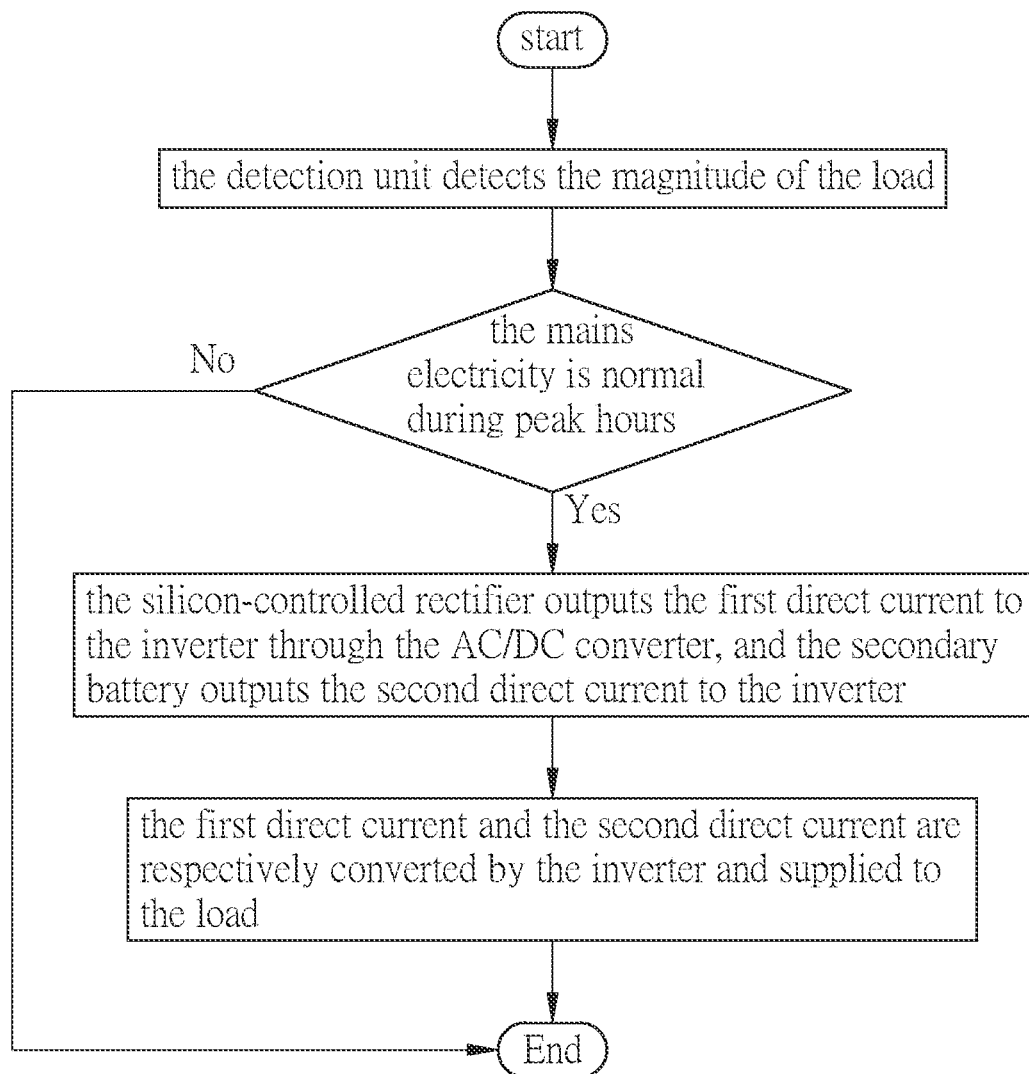 start
the detection unit detects the magnitude of the load
the mains
electricity is normal
during peak hours
No
Yes
the silicon-controlled rectifier outputs the first direct current to
the inverter through the AC/DC converter, and the secondary
battery outputs the second direct current to the inverter
the first direct current and the second direct current are
respectively converted by the inverter and supplied to
the load
End